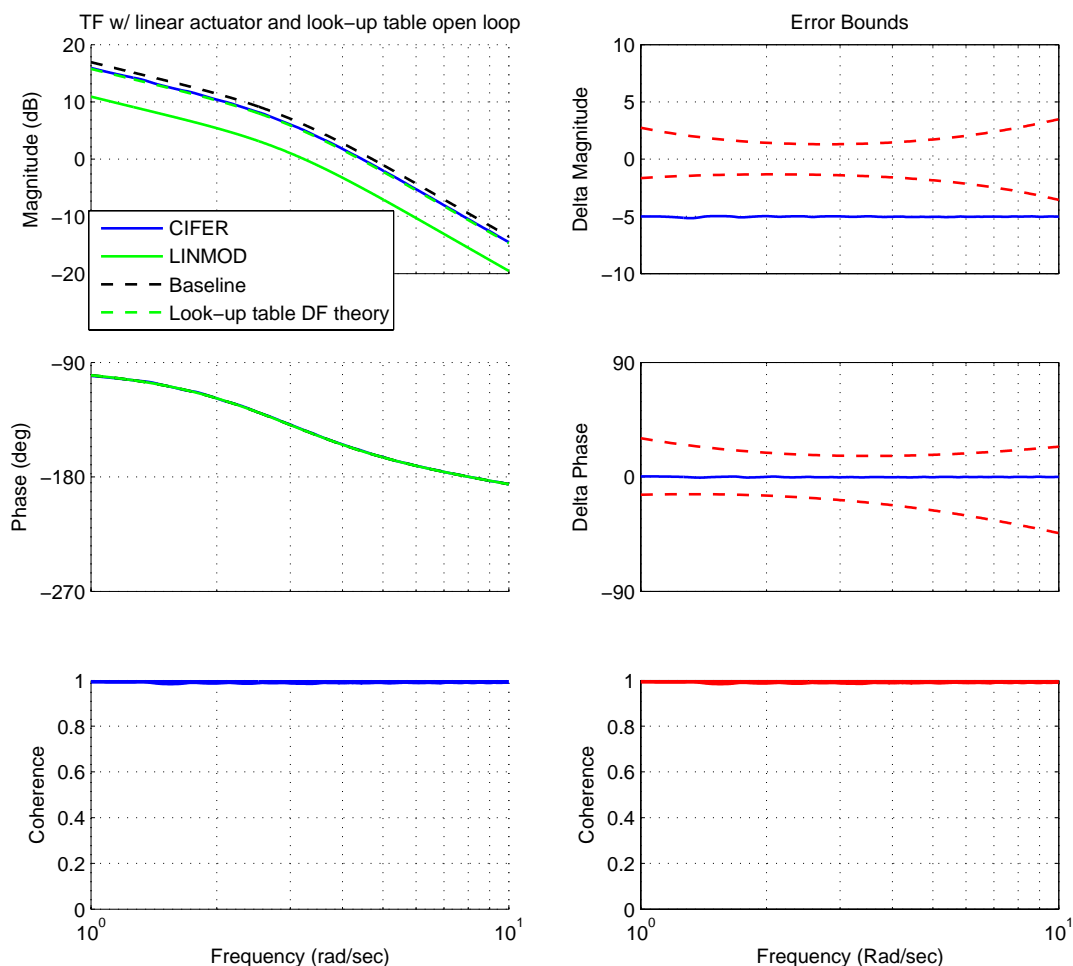 TF w/ linear actuator and look−up table open loop
20
10
0
−10
−20
Magnitude (dB)
CIFER
LINMOD
Baseline
Look−up table DF theory
Error Bounds
10
5
0
−5
−10
Delta Magnitude
−90
−180
−270
Phase (deg)
90
0
−90
Delta Phase
1
0.8
0.6
0.4
0.2
0
Coherence
10^0
10^1
Frequency (rad/sec)
1
0.8
0.6
0.4
0.2
0
Coherence
10^0
10^1
Frequency (Rad/sec)